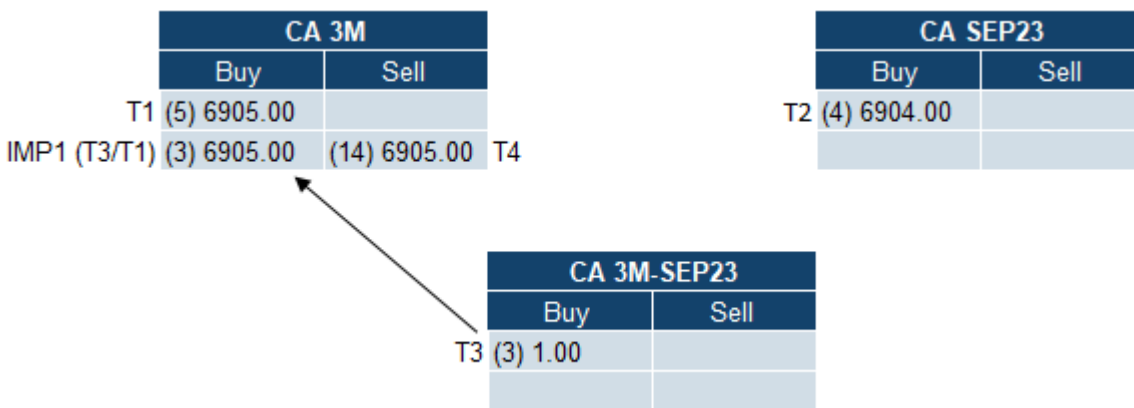 CA 3M CA SEP23
Buy Sell Buy Sell
T1 (5) 6905.00 T2 (4) 6904.00
IMP1 (T3/T1) (3) 6905.00 (14) 6905.00 T4
CA 3M-SEP23
Buy Sell
T3 (3) 1.00